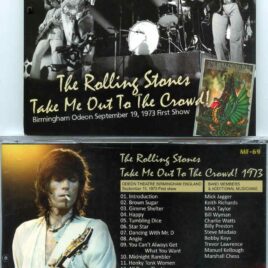 The Rolling Stones
Take Me Out To The Crowd!
Birmingham Odeon September 19, 1973 First Show
MF-69
The Rolling Stones
Take Me Out To The Crowd! 1973
ODEON THEATRE BIRMINGHAM ENGLAND
September 19, 1973-First show
01. Introduction
02. Brown Sugar
03. Gimme Shelter
04. Happy
05. Tumbling Dice
06. Star Star
07. Dancing With Mr. D
08. Angie
09. You Can't Always Get
What You Want
10. Midnight Rambler
11. Honky Tonk Women
BAND MEMBERS
& ADDITIONAL MUSICIANS
Mick Jagger
Keith Richards
Mick Taylor
Bill Wyman
Charlie Watts
Billy Preston
Steve Madaio
Bobby Keys
Trevor Lawrence
Manuel Kellough
Marshall Chess